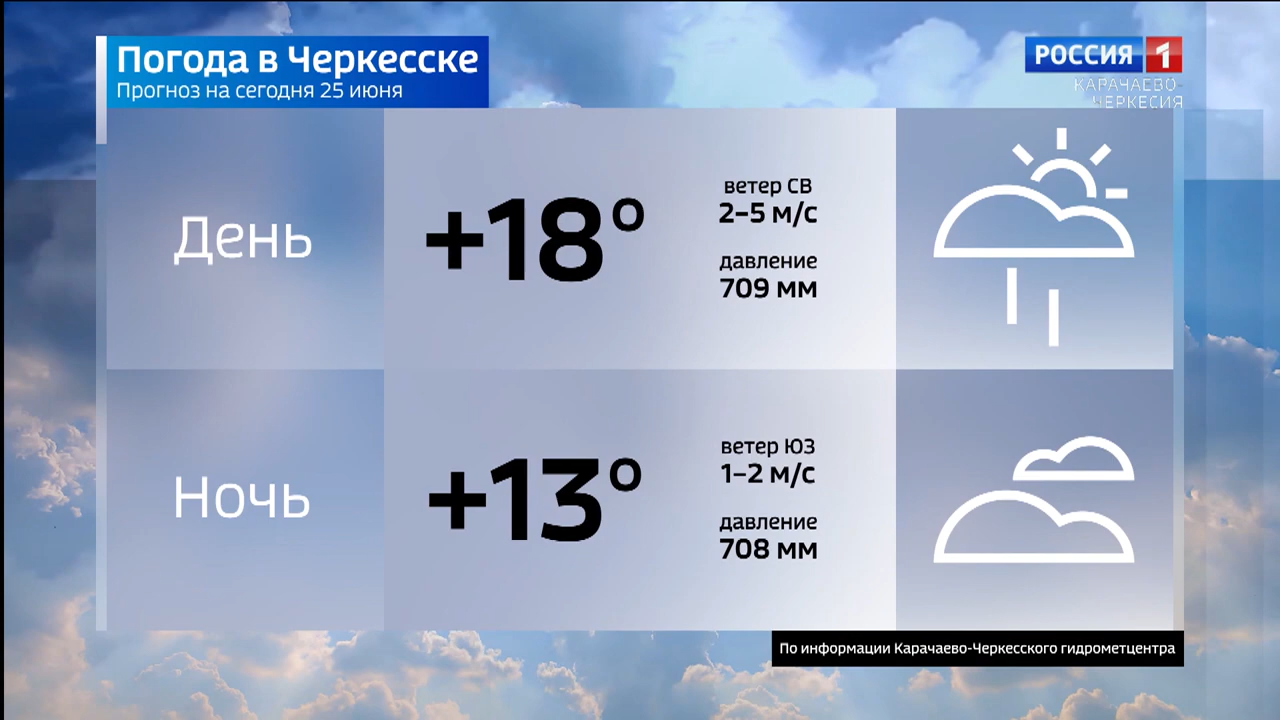 Погода в Черкесске
Прогноз на сегодня 25 июня
РОССИЯ 1
КАРАЧАЕВО-
ЧЕРКЕСИЯ
День
+18°
ветер СВ
2–5 м/с
давление
709 мм
Ночь
+13°
ветер ЮЗ
1–2 м/с
давление
708 мм
По информации Карачаево-Черкесского гидрометцентра